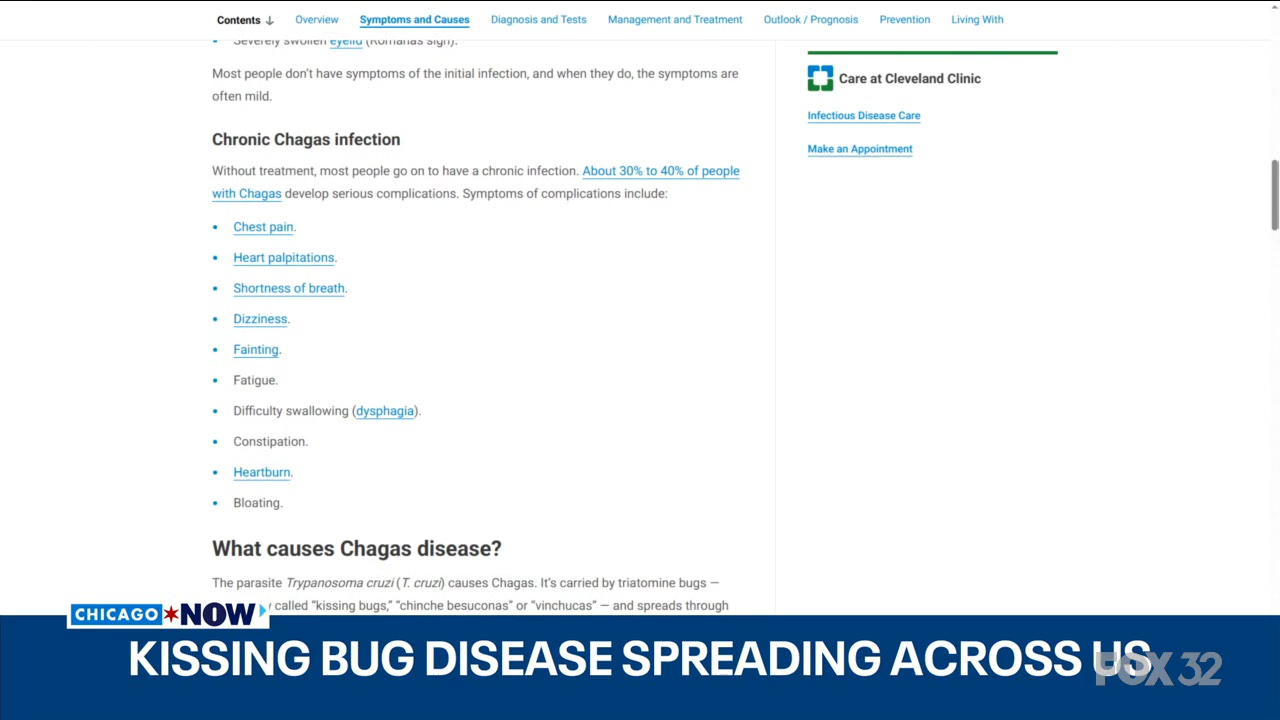 Contents ↓ Overview Symptoms and Causes Diagnosis and Tests Management and Treatment Outlook / Prognosis Prevention Living With
• Severely swollen eyelid (Romañas sign).
Most people don't have symptoms of the initial infection, and when they do, the symptoms are
often mild.
Chronic Chagas infection
Without treatment, most people go on to have a chronic infection. About 30% to 40% of people
with Chagas develop serious complications. Symptoms of complications include:
• Chest pain.
• Heart palpitations.
• Shortness of breath.
• Dizziness.
• Fainting.
• Fatigue.
• Difficulty swallowing (dysphagia).
• Constipation.
• Heartburn.
• Bloating.
What causes Chagas disease?
The parasite Trypanosoma cruzi (T. cruzi) causes Chagas. It's carried by triatomine bugs —
called "kissing bugs," "chinche besuconas" or "vinchucas" — and spreads through
Care at Cleveland Clinic
Infectious Disease Care
Make an Appointment
CHICAGO NOW
KISSING BUG DISEASE SPREADING ACROSS US
FOX 32